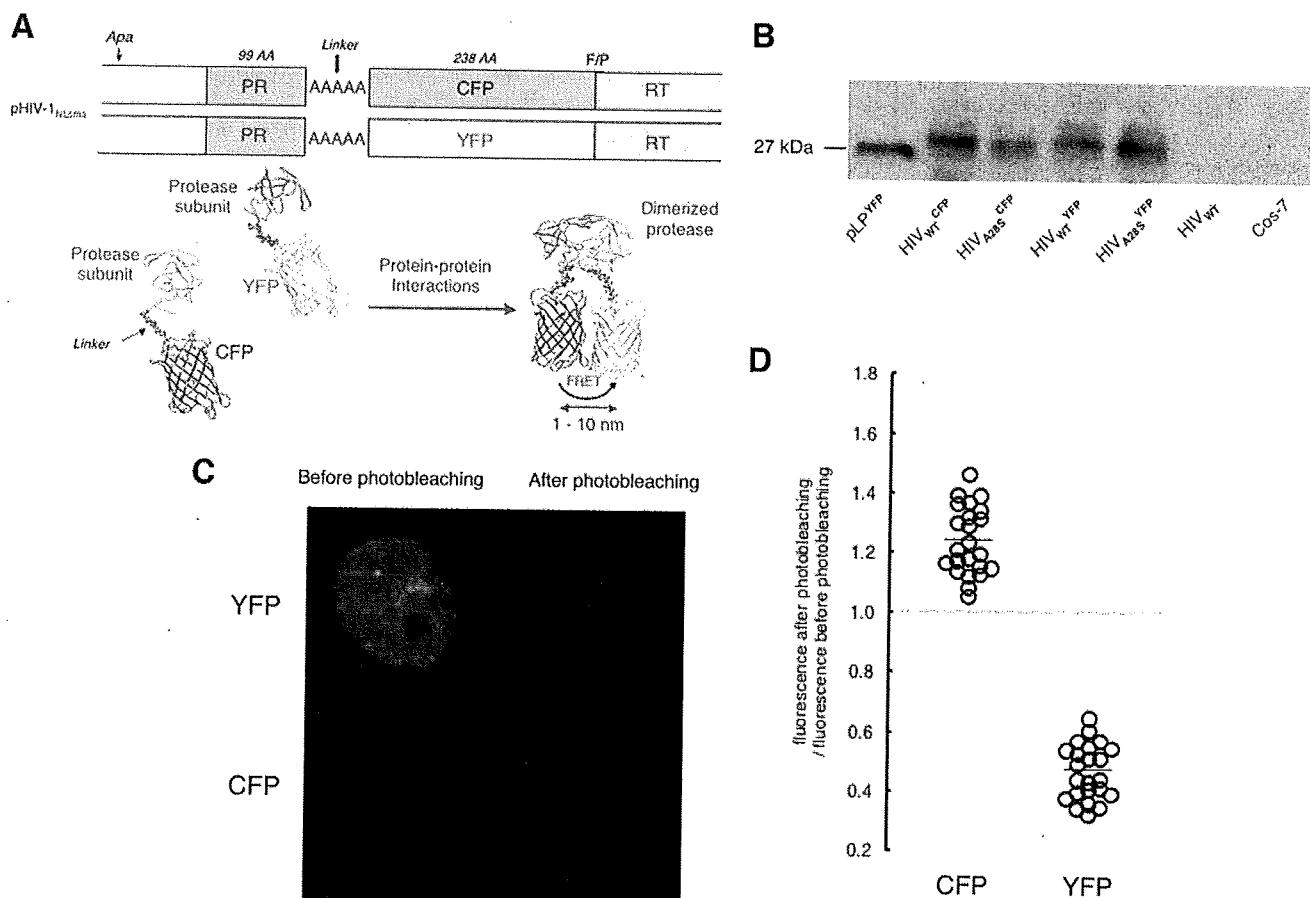 A
Apa
99 AA
Linker
238 AA
F/P
PR
AAAAA
CFP
RT
pHIV-1NL4m4
PR
AAAAA
YFP
RT
Protease
subunit
Protease
subunit
YFP
Linker
CFP
Protein-protein
Interactions
Dimerized
protease
FRET
1 - 10 nm
B
27 kDa
pLPYFP
HIVWTCFP
HIVA28SCFP
HIVWTYFP
HIVA28SYFP
HIVWT
Cos-7
C
Before photobleaching
After photobleaching
YFP
CFP
D
fluorescence after photobleaching
/ fluorescence before photobleaching
1.8
1.6
1.4
1.2
1.0
0.8
0.6
0.4
0.2
CFP
YFP